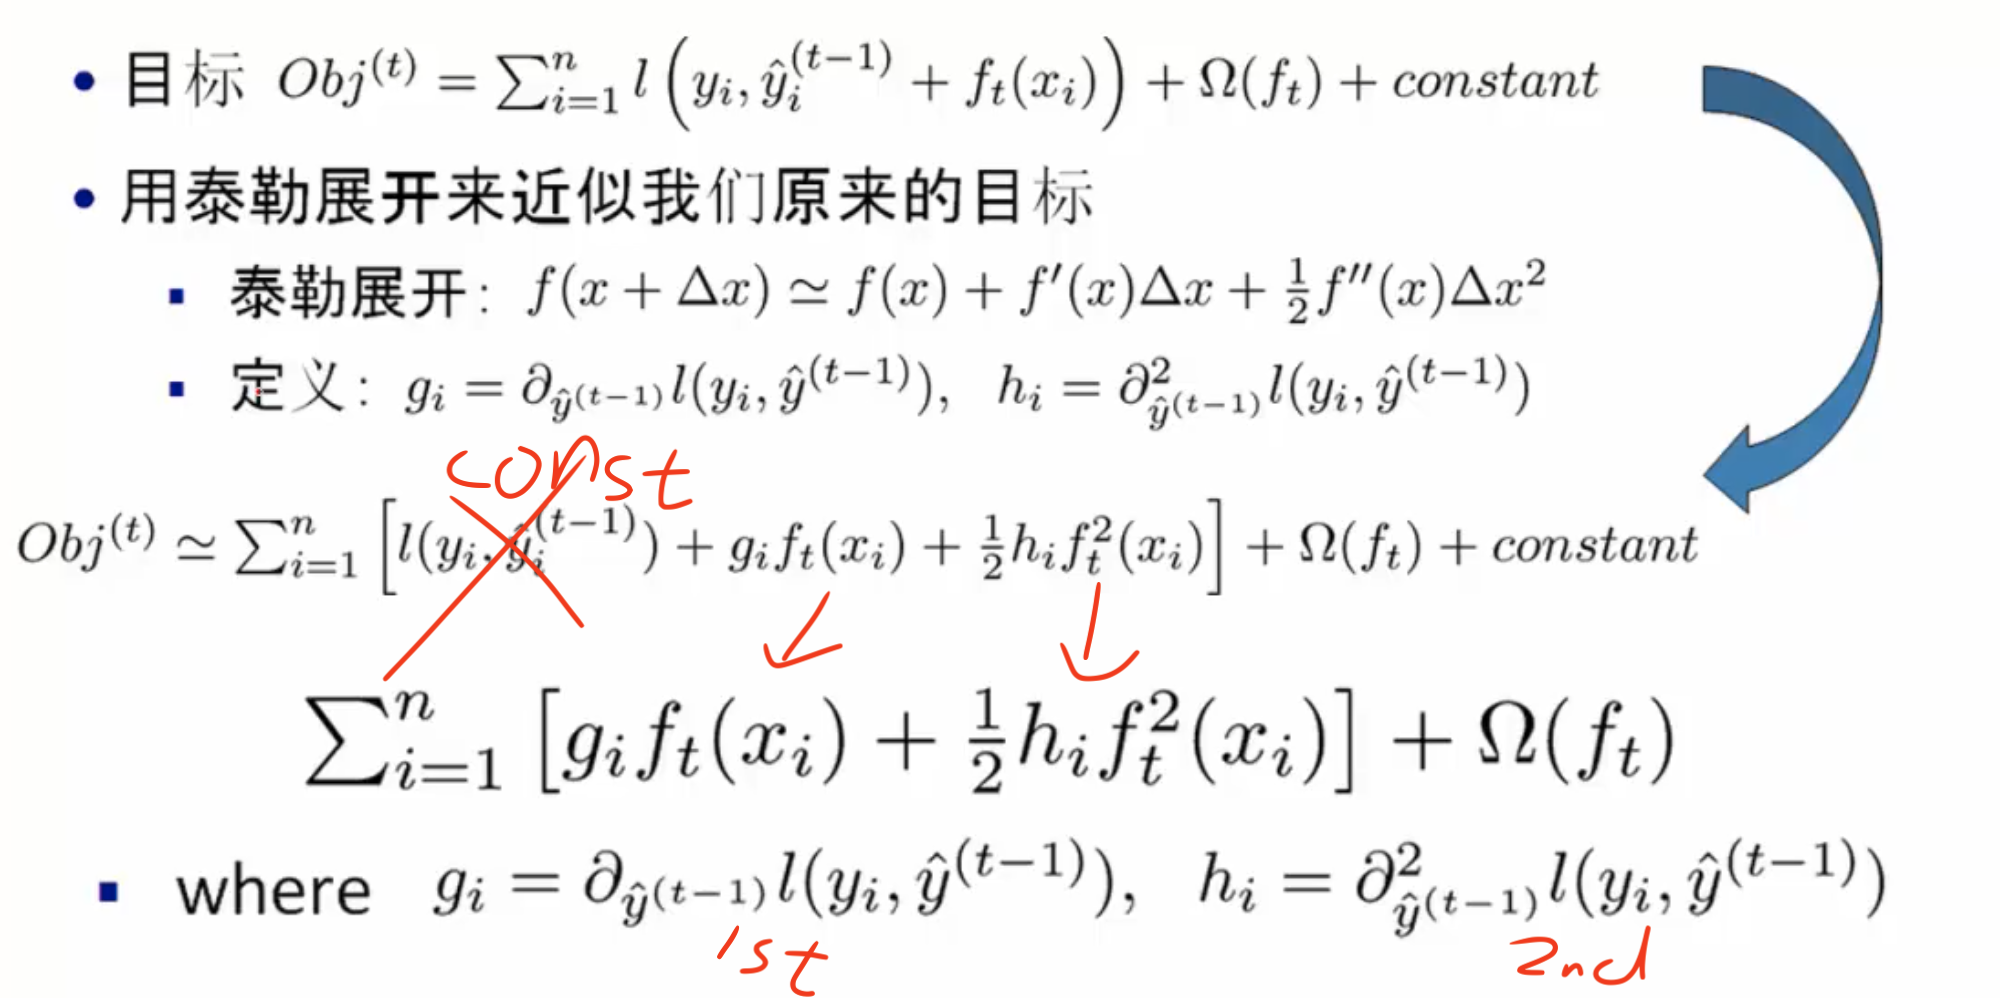 • 目标 $Obj^{(t)} = \sum_{i=1}^{n} l\left(y_i, \hat{y}_i^{(t-1)} + f_t(x_i)\right) + \Omega(f_t) + constant$
• 用泰勒展开来近似我们原来的目标
▪ 泰勒展开: $f(x + \Delta x) \simeq f(x) + f'(x)\Delta x + \frac{1}{2} f''(x)\Delta x^2$
▪ 定义: $g_i = \partial_{\hat{y}^{(t-1)}} l(y_i, \hat{y}^{(t-1)}), \quad h_i = \partial^2_{\hat{y}^{(t-1)}} l(y_i, \hat{y}^{(t-1)})$
const
$Obj^{(t)} \simeq \sum_{i=1}^{n} \left[ l(y_i, \hat{y}_i^{(t-1)}) + g_i f_t(x_i) + \frac{1}{2} h_i f_t^2(x_i) \right] + \Omega(f_t) + constant$
$\sum_{i=1}^{n} \left[ g_i f_t(x_i) + \frac{1}{2} h_i f_t^2(x_i) \right] + \Omega(f_t)$
▪ where $g_i = \partial_{\hat{y}^{(t-1)}} l(y_i, \hat{y}^{(t-1)}), \quad h_i = \partial^2_{\hat{y}^{(t-1)}} l(y_i, \hat{y}^{(t-1)})$
1st 2nd